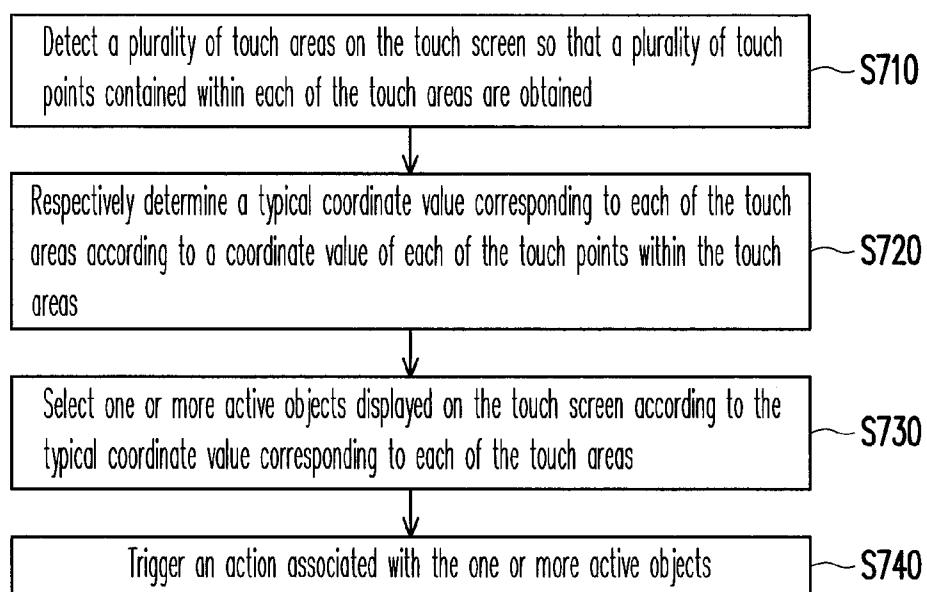 Detect a plurality of touch areas on the touch screen so that a plurality of touch
points contained within each of the touch areas are obtained
S710
Respectively determine a typical coordinate value corresponding to each of the touch
areas according to a coordinate value of each of the touch points within the touch
areas
S720
Select one or more active objects displayed on the touch screen according to the
typical coordinate value corresponding to each of the touch areas
S730
Trigger an action associated with the one or more active objects
S740